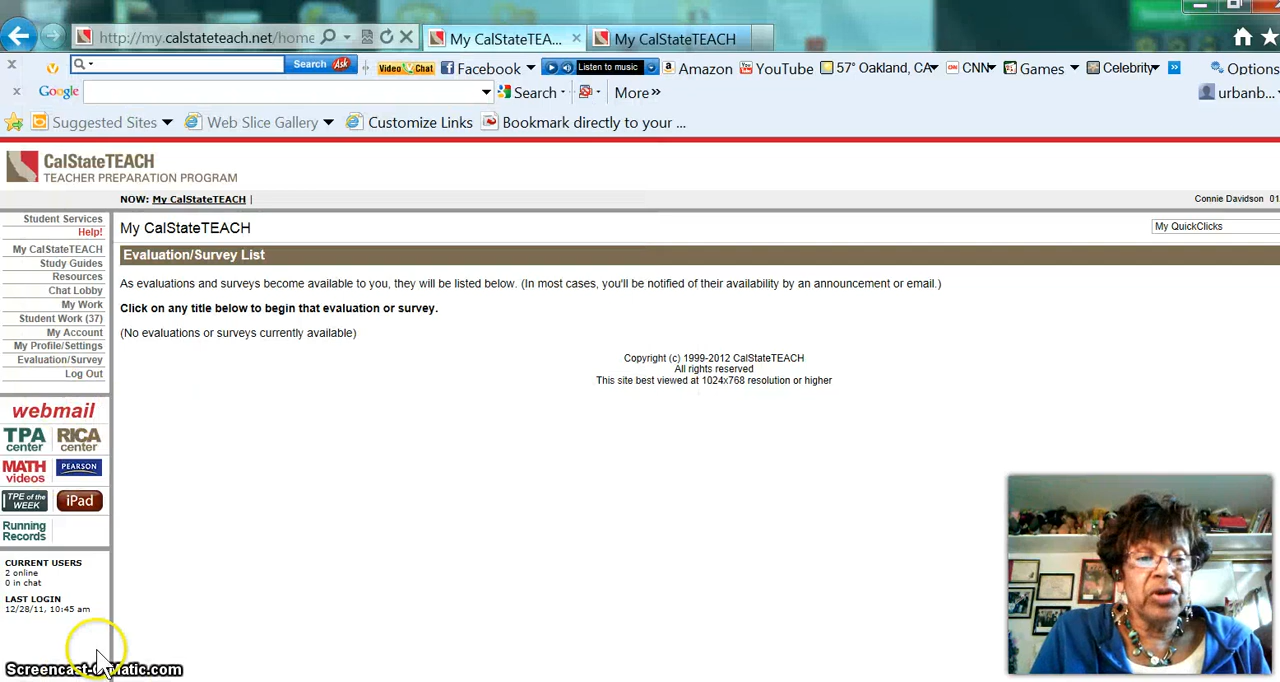 http://my.calstateteach.net/home
My CalStateTEA...
My CalStateTEACH
Search Ask
Video Chat
Facebook
Listen to music
Amazon
YouTube
57° Oakland, CA
CNN
Games
Celebrity
Options
Google
Search
More
urbanb...
Suggested Sites
Web Slice Gallery
Customize Links
Bookmark directly to your ...
CalStateTEACH
TEACHER PREPARATION PROGRAM
NOW: My CalStateTEACH |
Connie Davidson 01
Student Services
Help!
My CalStateTEACH
Study Guides
Resources
Chat Lobby
My Work
Student Work (37)
My Account
My Profile/Settings
Evaluation/Survey
Log Out
My CalStateTEACH
My QuickClicks
Evaluation/Survey List
As evaluations and surveys become available to you, they will be listed below. (In most cases, you'll be notified of their availability by an announcement or email.)
Click on any title below to begin that evaluation or survey.
(No evaluations or surveys currently available)
Copyright (c) 1999-2012 CalStateTEACH
All rights reserved
This site best viewed at 1024x768 resolution or higher
webmail
TPA center
RICA center
MATH videos
PEARSON
TPE of the WEEK
iPad
Running Records
CURRENT USERS
2 online
0 in chat
LAST LOGIN
12/28/11, 10:45 am
Screencast-O-Matic.com